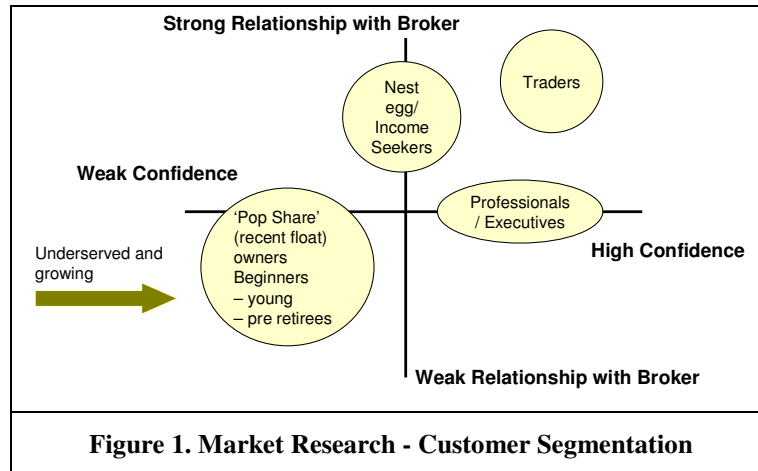 Strong Relationship with Broker
Nest
egg/
Income
Seekers
Traders
Weak Confidence
'Pop Share'
(recent float)
owners
Beginners
– young
– pre retirees
Professionals
/ Executives
Underserved and
growing
High Confidence
Weak Relationship with Broker
Figure 1. Market Research - Customer Segmentation